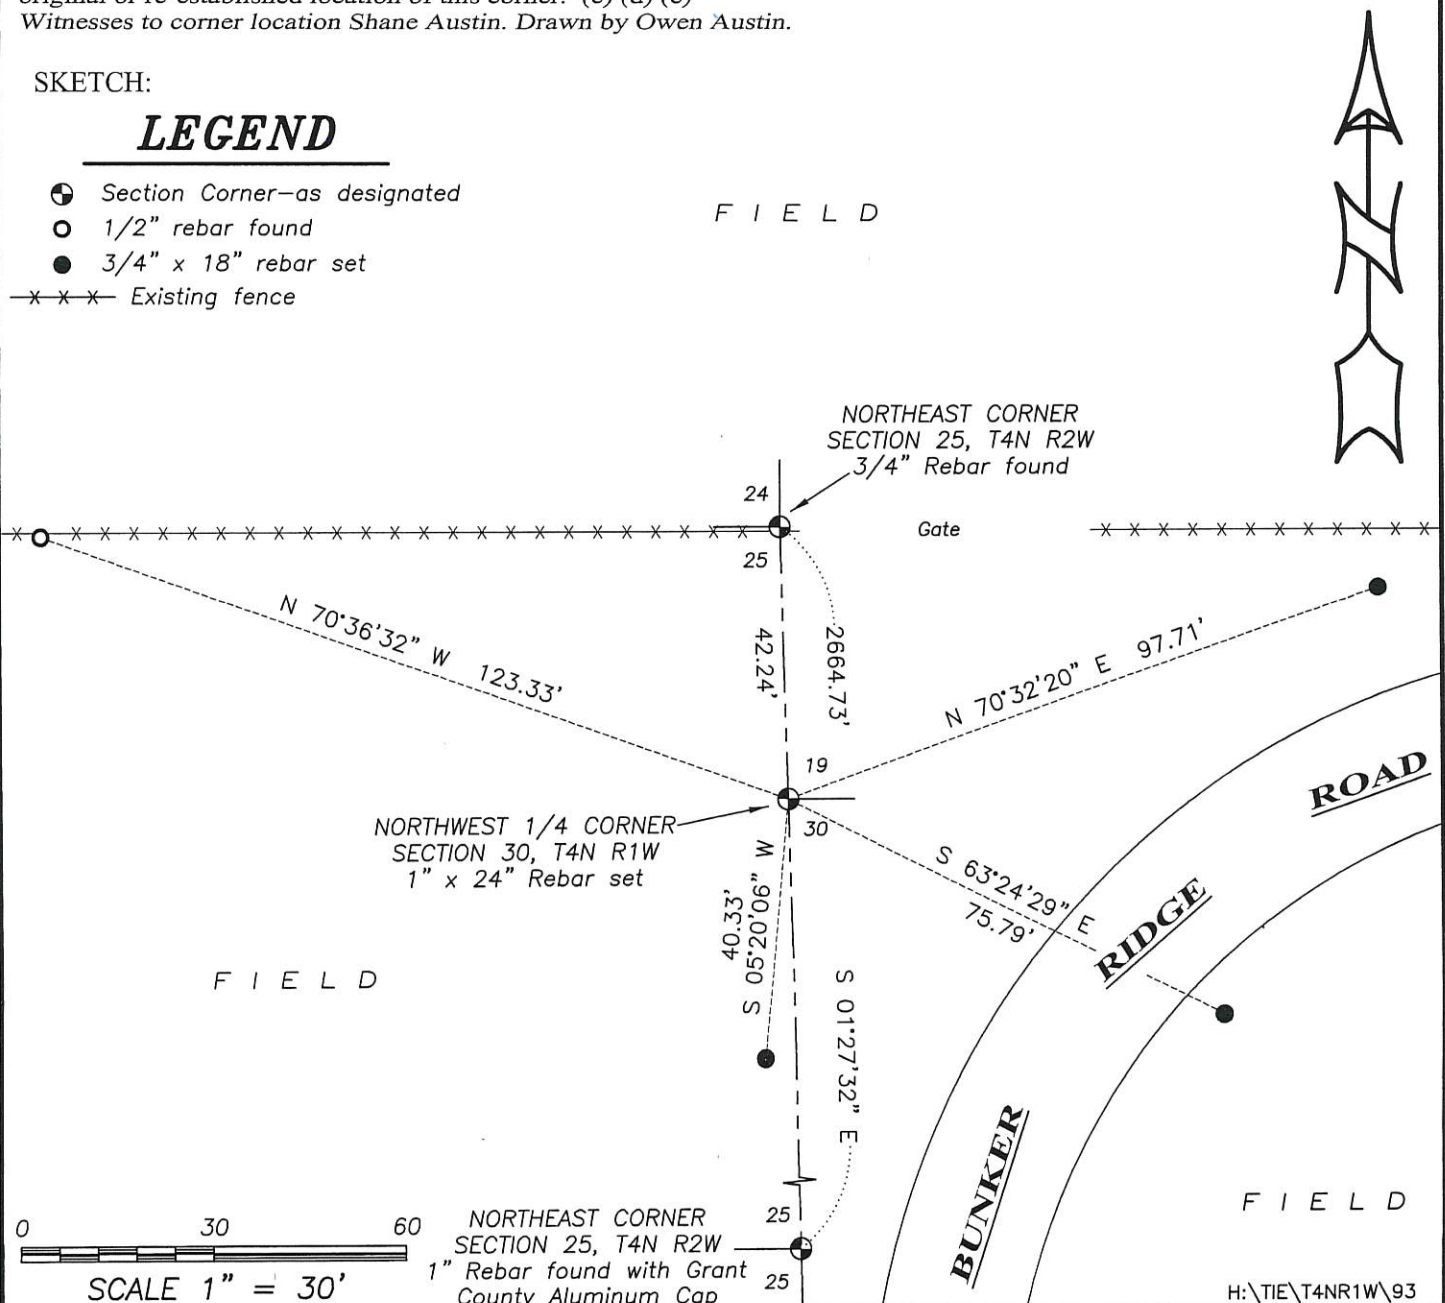 Witnesses to corner location Shane Austin. Drawn by Owen Austin.
SKETCH:
LEGEND
Section Corner—as designated
1/2" rebar found
3/4" x 18" rebar set
Existing fence
FIELD
N
NORTHEAST CORNER
SECTION 25, T4N R2W
3/4" Rebar found
24
25
Gate
N 70°36'32" W 123.33'
42.24'
2664.73'
N 70°32'20" E 97.71'
19
30
NORTHWEST 1/4 CORNER
SECTION 30, T4N R1W
1" x 24" Rebar set
S 63°24'29" E
75.79'
40.33'
S 05°20'06" W
S 01°27'32" E
FIELD
BUNKER RIDGE ROAD
FIELD
0 30 60
SCALE 1" = 30'
25
NORTHEAST CORNER
SECTION 25, T4N R2W
1" Rebar found with Grant
County Aluminum Cap
25
H:\TIE\T4NR1W\93